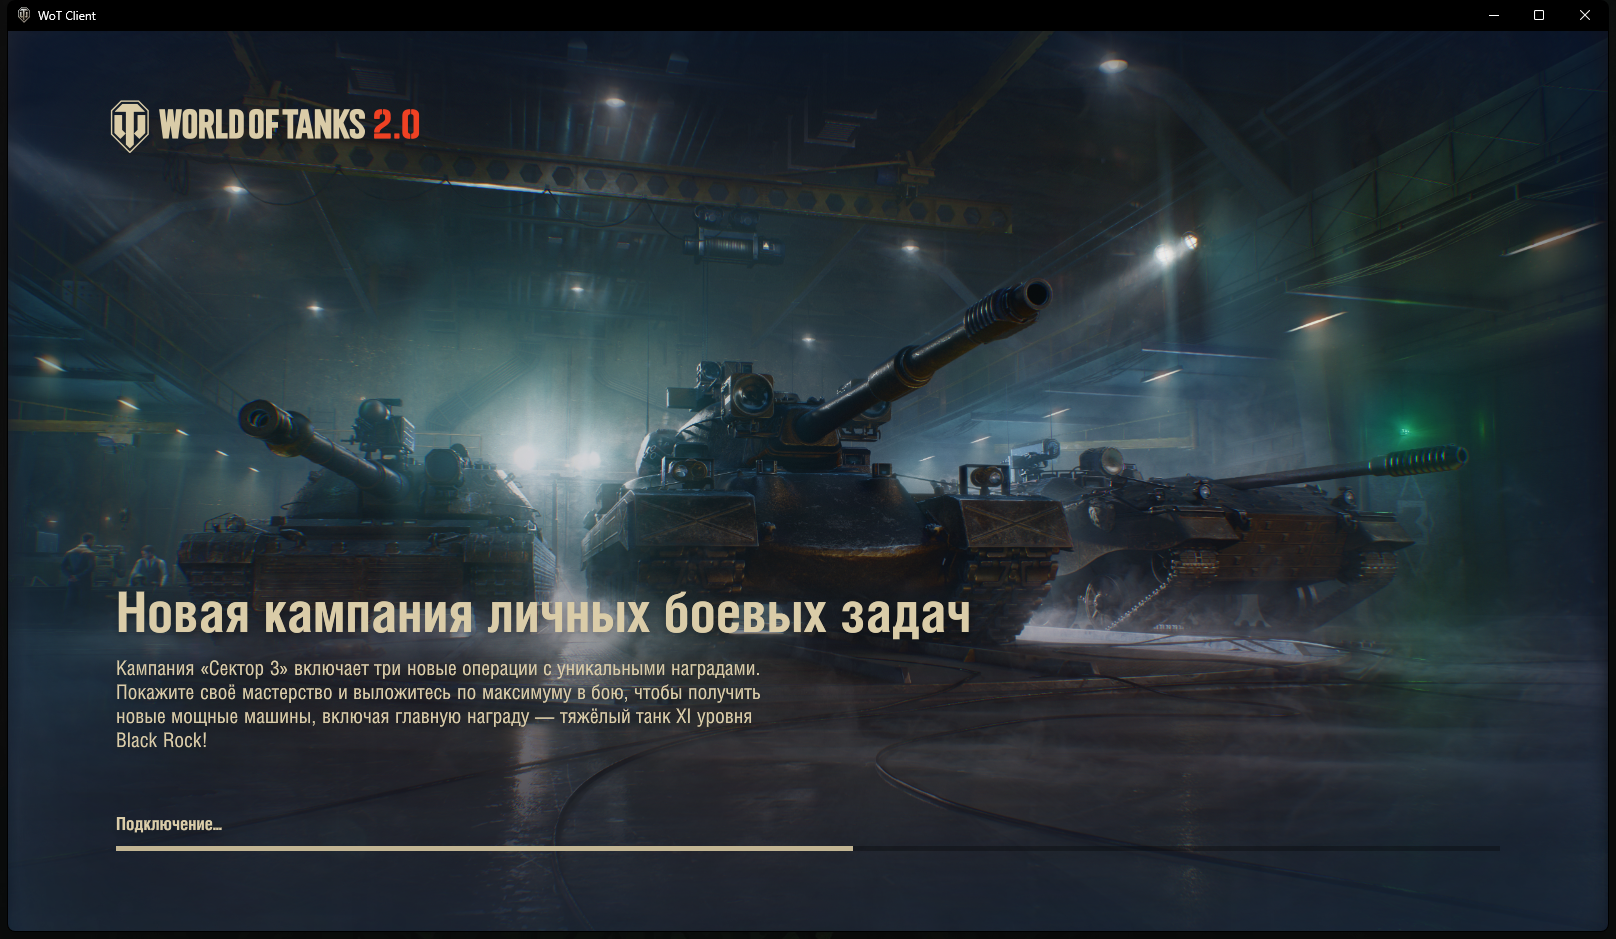 WoT Client
WORLD OF TANKS 2.0
Новая кампания личных боевых задач
Кампания «Сектор 3» включает три новые операции с уникальными наградами.
Покажите своё мастерство и выложитесь по максимуму в бою, чтобы получить
новые мощные машины, включая главную награду — тяжёлый танк XI уровня
Black Rock!
Подключение...